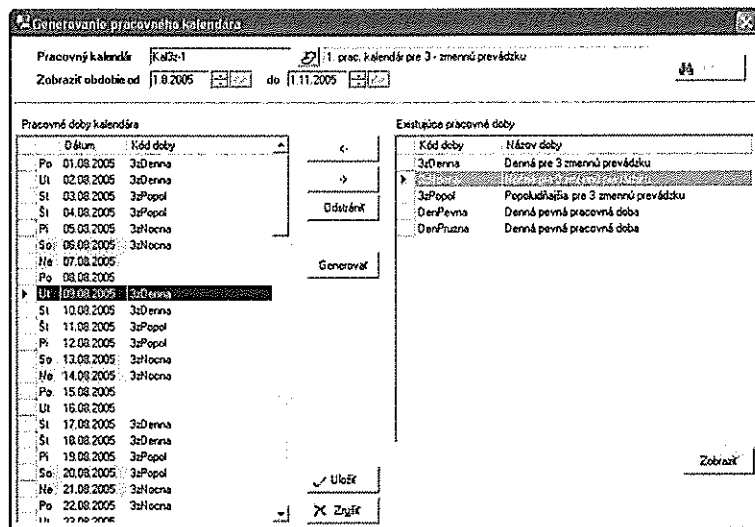 Generovanie pracovného kalendára
Pracovný kalendár Kal3z-1 1. prac. kalendár pre 3 - zmennú prevádzku
Zobraziť obdobie od 1.8.2005 do 1.11.2005
Pracovné doby kalendára
Dátum Kód doby
Po 01.08.2005 3zDenna
Ut 02.08.2005 3zDenna
St 03.08.2005 3zPopol
Št 04.08.2005 3zPopol
Pi 05.08.2005 3zNocna
So 06.08.2005 3zNocna
Ne 07.08.2005
Po 08.08.2005
Ut 09.08.2005 3zDenna
St 10.08.2005 3zDenna
Št 11.08.2005 3zPopol
Pi 12.08.2005 3zPopol
So 13.08.2005 3zNocna
Ne 14.08.2005 3zNocna
Po 15.08.2005
Ut 16.08.2005
St 17.08.2005 3zDenna
Št 18.08.2005 3zDenna
Pi 19.08.2005 3zPopol
So 20.08.2005 3zPopol
Ne 21.08.2005 3zNocna
Po 22.08.2005 3zNocna
Ut 23.08.2005
<-
->
Odstrániť
Generovať
Uložiť
Zrušiť
Existujúce pracovné doby
Kód doby Názov doby
3zDenna Denná pre 3 zmennú prevádzku
3zPopol Popoludňajšia pre 3 zmennú prevádzku
DenPevna Denná pevná pracovná doba
DenPruzna Denná pevná pracovná doba
Zobraziť